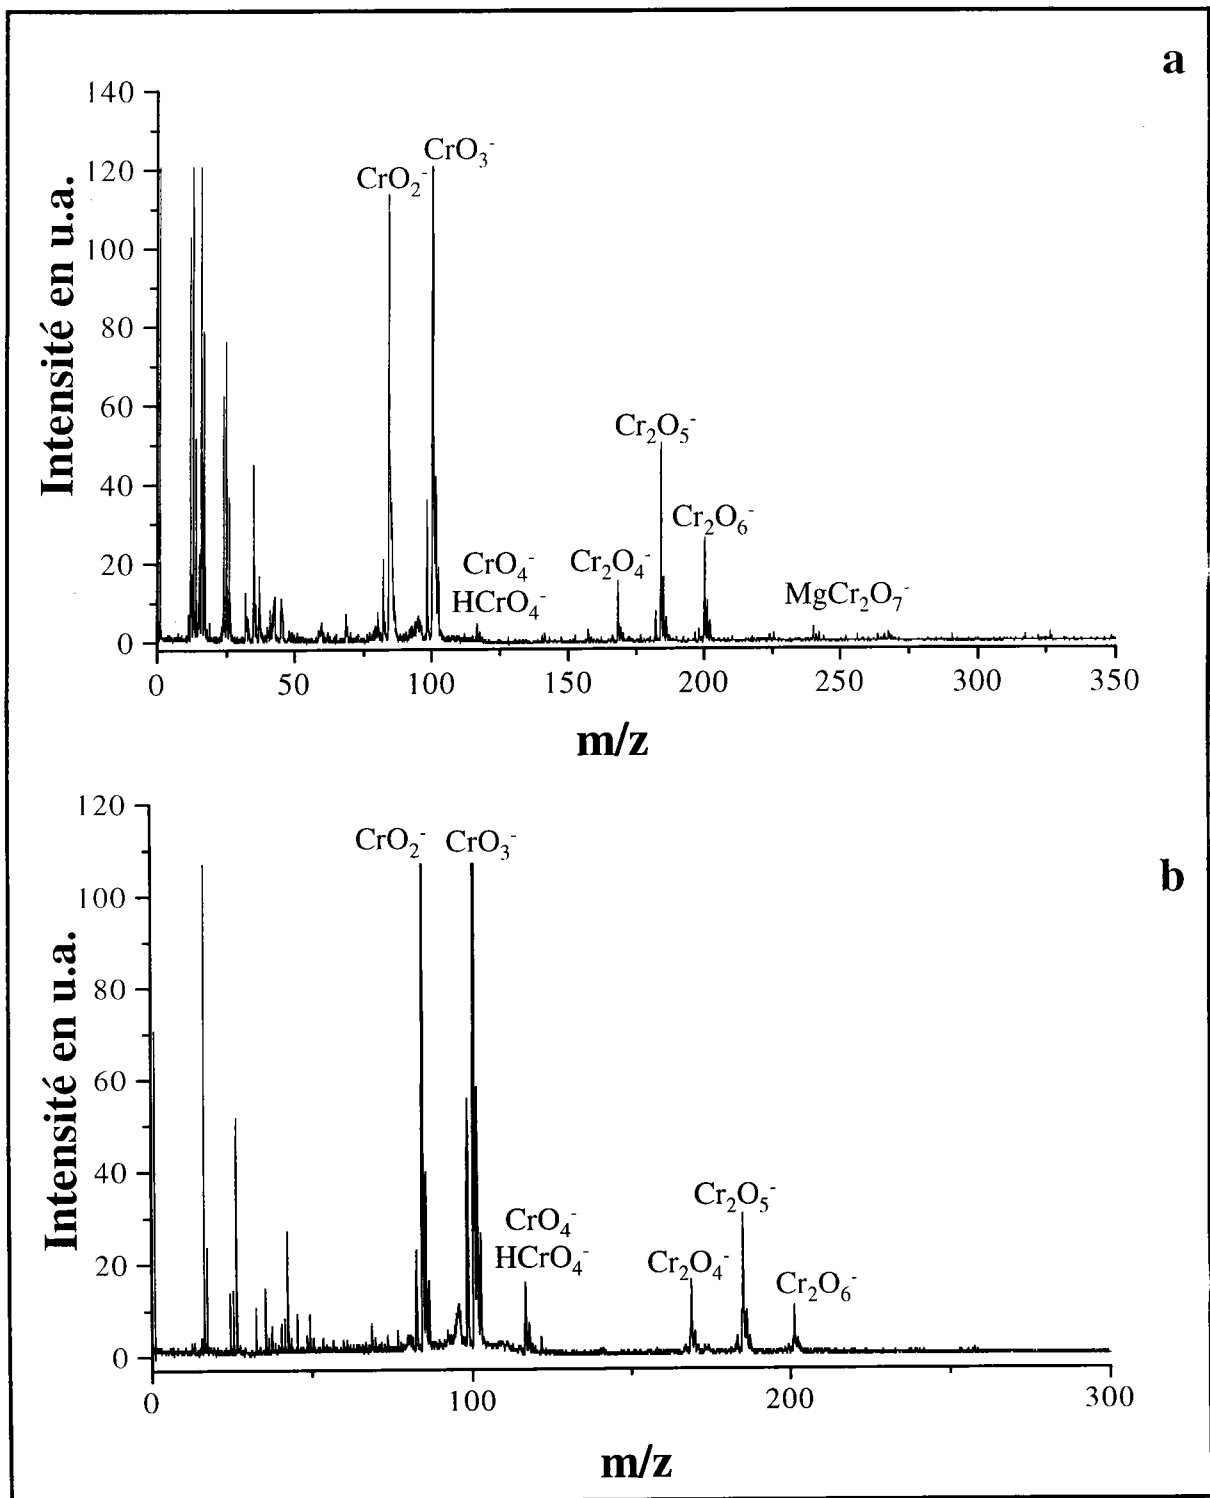 a
140
120
100
80
60
40
20
0
Intensité en u.a.
CrO₂⁻
CrO₃⁻
CrO₄⁻
HCrO₄⁻
Cr₂O₄⁻
Cr₂O₅⁻
Cr₂O₆⁻
MgCr₂O₇⁻
0 50 100 150 200 250 300 350
m/z
b
120
100
80
60
40
20
0
Intensité en u.a.
CrO₂⁻ CrO₃⁻
CrO₄⁻
HCrO₄⁻
Cr₂O₄⁻
Cr₂O₅⁻
Cr₂O₆⁻
0 100 200 300
m/z